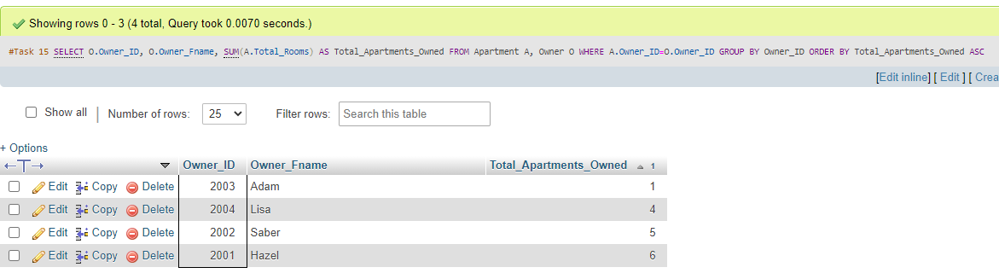 Showing rows 0 - 3 (4 total, Query took 0.0070 seconds.)
#Task 15 SELECT O.Owner_ID, O.Owner_Fname, SUM(A.Total_Rooms) AS Total_Apartments_Owned FROM Apartment A, Owner O WHERE A.Owner_ID=O.Owner_ID GROUP BY Owner_ID ORDER BY Total_Apartments_Owned ASC
[Edit inline] [ Edit ] [ Crea
Show all | Number of rows: 25 Filter rows: Search this table
+ Options
←T→ Owner_ID Owner_Fname Total_Apartments_Owned 1
Edit Copy Delete 2003 Adam 1
Edit Copy Delete 2004 Lisa 4
Edit Copy Delete 2002 Saber 5
Edit Copy Delete 2001 Hazel 6